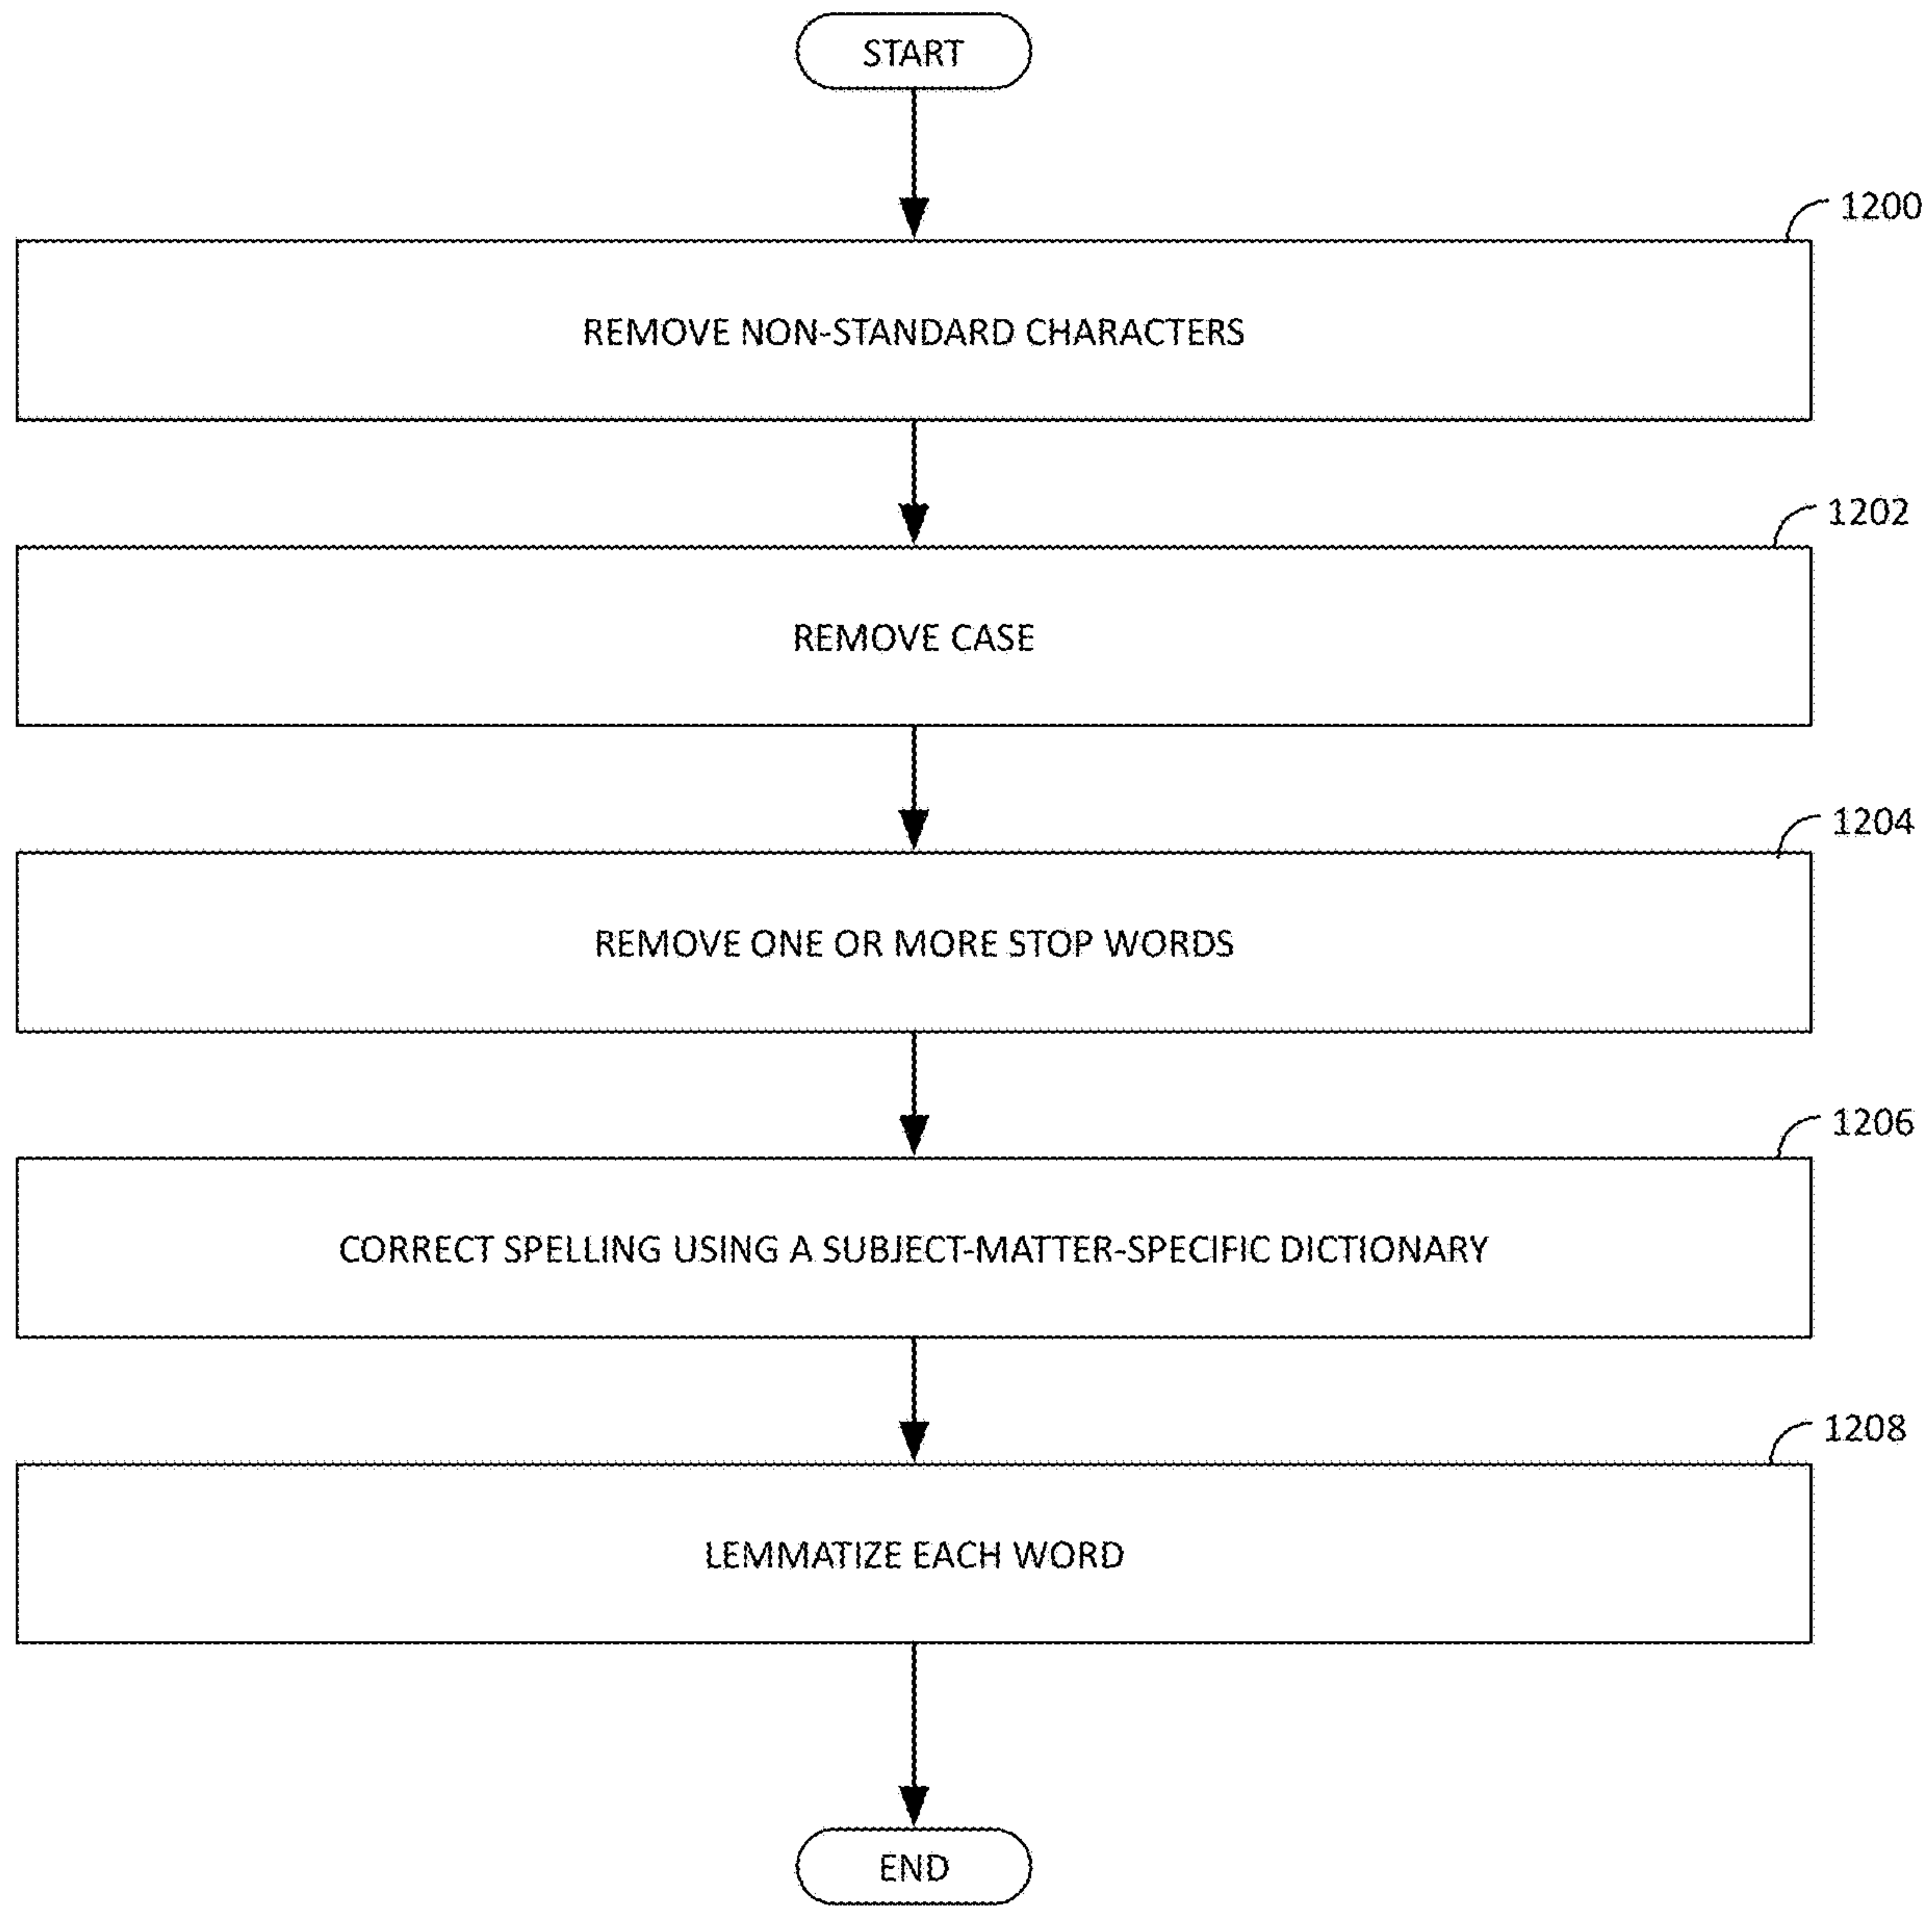 START
1200
REMOVE NON-STANDARD CHARACTERS
1202
REMOVE CASE
1204
REMOVE ONE OR MORE STOP WORDS
1206
CORRECT SPELLING USING A SUBJECT-MATTER-SPECIFIC DICTIONARY
1208
LEMMATIZE EACH WORD
END